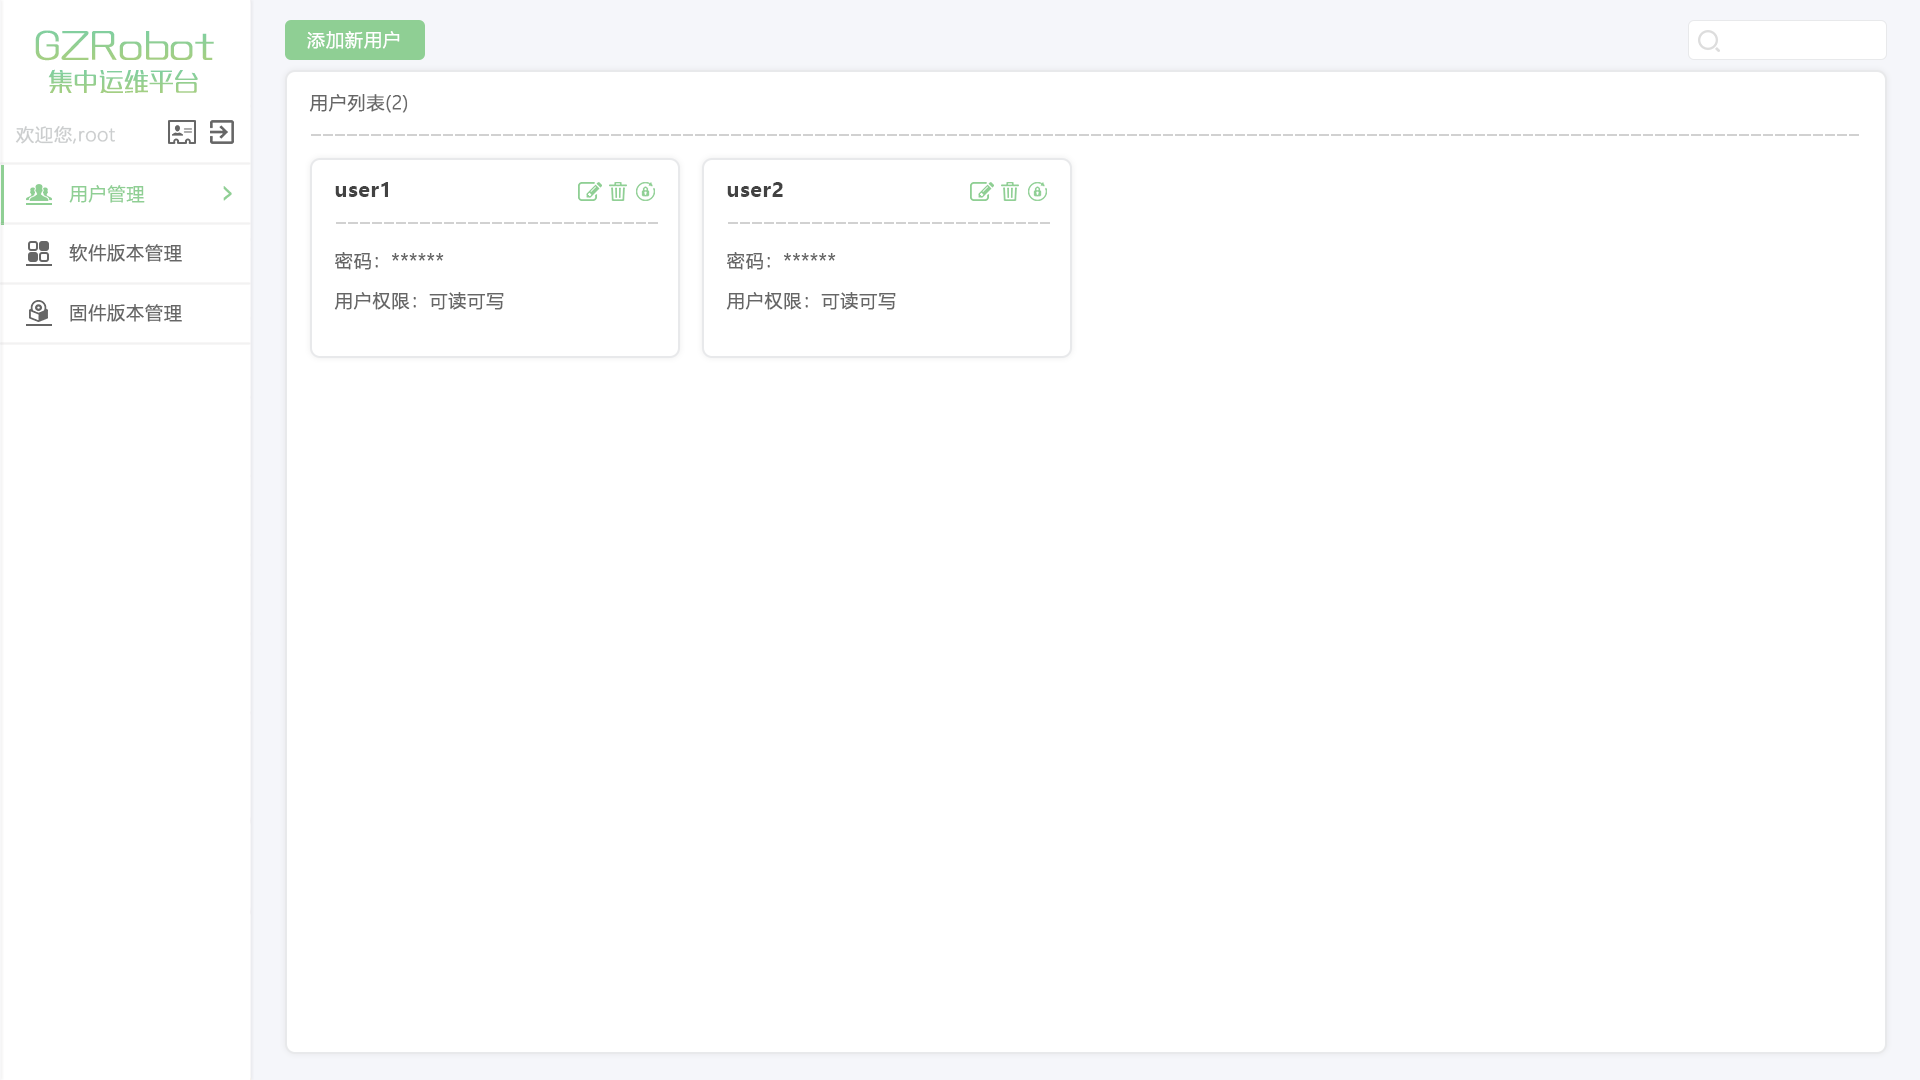 GZRobot
集中运维平台
欢迎您,root
用户管理
软件版本管理
固件版本管理
添加新用户
用户列表(2)
user1
密码：******
用户权限：可读可写
user2
密码：******
用户权限：可读可写